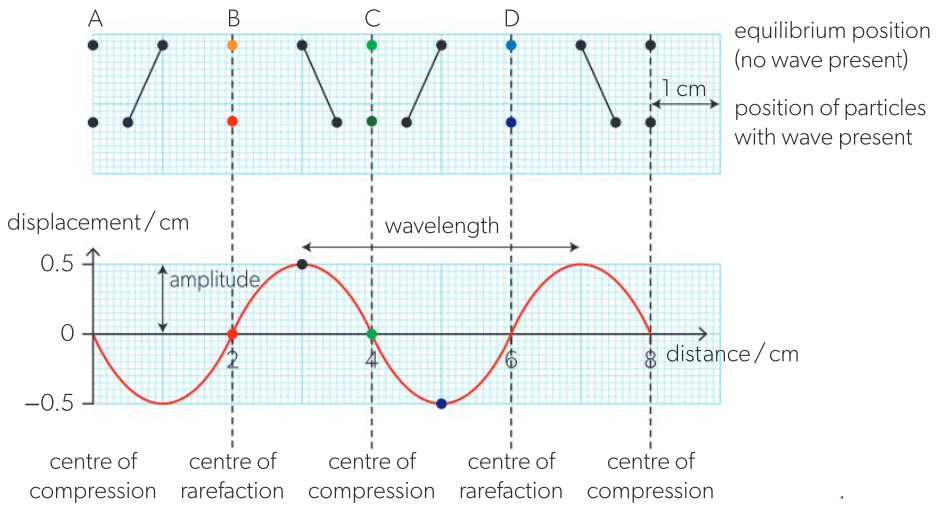 A B C D
equilibrium position
(no wave present)
1 cm
position of particles
with wave present
displacement / cm
wavelength
0.5
amplitude
0
2 4 6 8 distance / cm
−0.5
centre of centre of centre of centre of centre of
compression rarefaction compression rarefaction compression